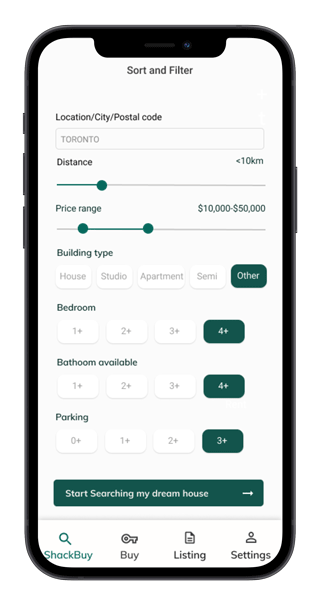 Sort and Filter
Location/City/Postal code
TORONTO
Distance <10km
Price range $10,000-$50,000
Building type
House Studio Apartment Semi Other
Bedroom
1+ 2+ 3+ 4+
Bathoom available
1+ 2+ 3+ 4+
Parking
0+ 1+ 2+ 3+
Start Searching my dream house
ShackBuy Buy Listing Settings